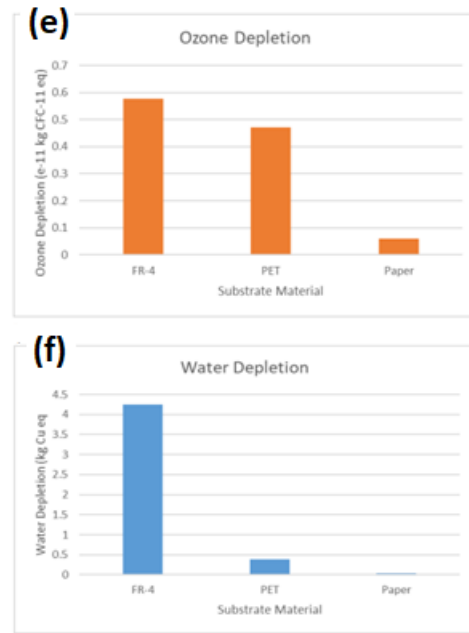 (e)
Ozone Depletion
Ozone Depletion (e-11 kg CFC-11 eq)
0.7
0.6
0.5
0.4
0.3
0.2
0.1
0
FR-4 PET Paper
Substrate Material
(f)
Water Depletion
Water Depletion (kg Cu eq
4.5
4
3.5
3
2.5
2
1.5
1
0.5
0
FR-4 PET Paper
Substrate Material